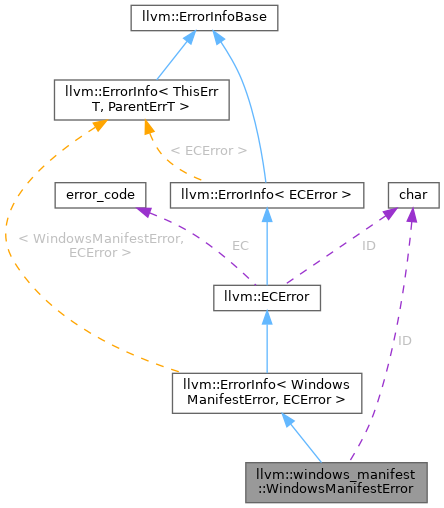 llvm::ErrorInfoBase
llvm::ErrorInfo< ThisErr
T, ParentErrT >
< ECError >
error_code
llvm::ErrorInfo< ECError >
char
< WindowsManifestError,
ECError >
EC
ID
llvm::ECError
ID
llvm::ErrorInfo< Windows
ManifestError, ECError >
llvm::windows_manifest
::WindowsManifestError